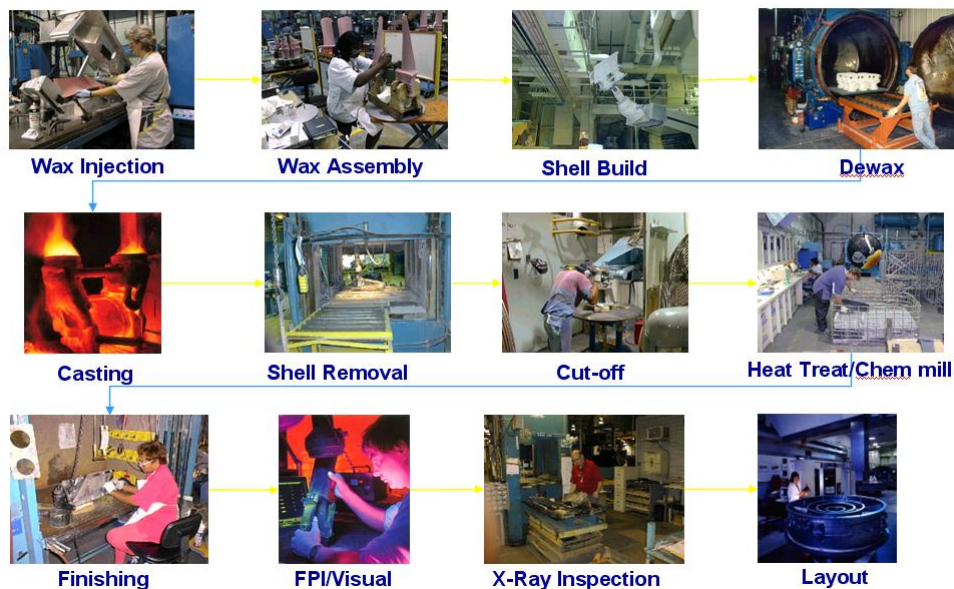 Wax Injection
Wax Assembly
Shell Build
Dewax
Casting
Shell Removal
Cut-off
Heat Treat/Chem mill
Finishing
FPI/Visual
X-Ray Inspection
Layout